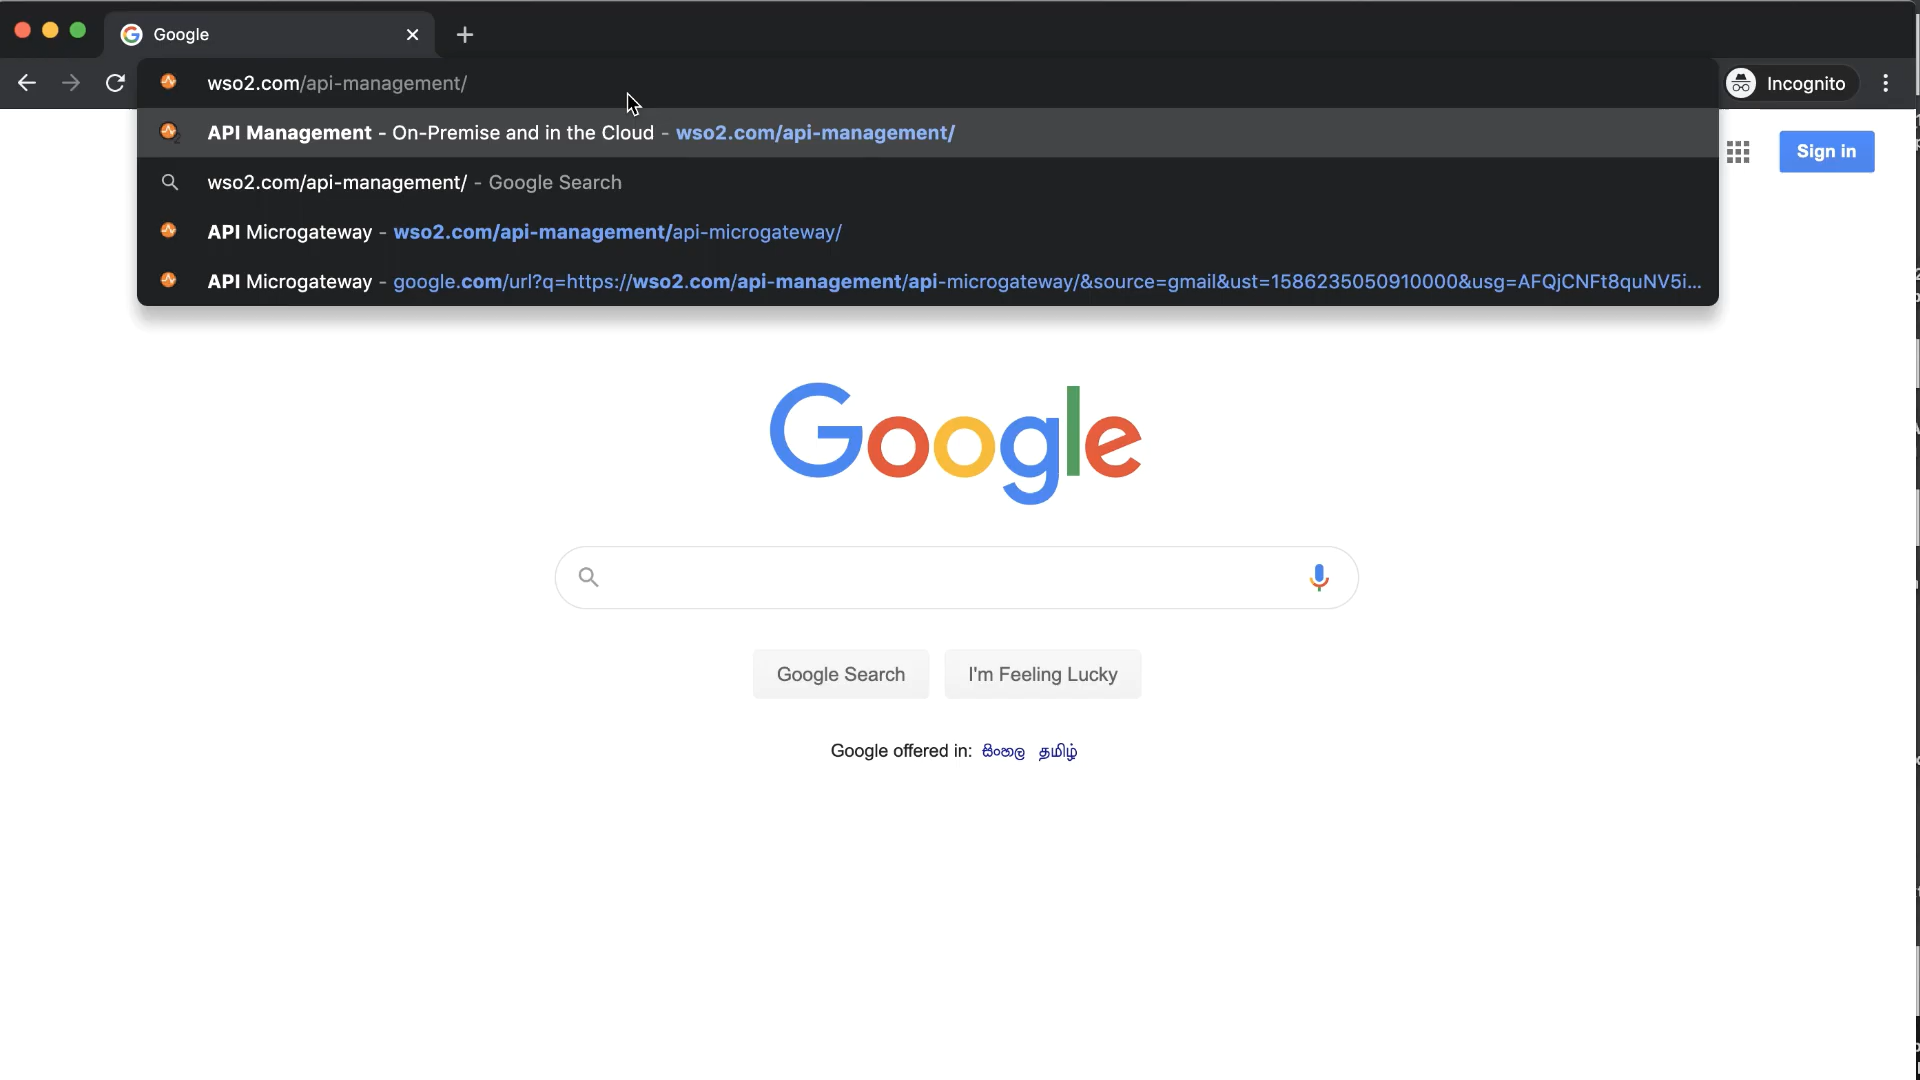 Google
wso2.com/api-management/
Incognito
API Management - On-Premise and in the Cloud - wso2.com/api-management/
Sign in
wso2.com/api-management/ - Google Search
API Microgateway - wso2.com/api-management/api-microgateway/
API Microgateway - google.com/url?q=https://wso2.com/api-management/api-microgateway/&source=gmail&ust=1586235050910000&usg=AFQjCNFt8quNV5i...
Google
Google Search
I'm Feeling Lucky
Google offered in: සිංහල தமிழ்